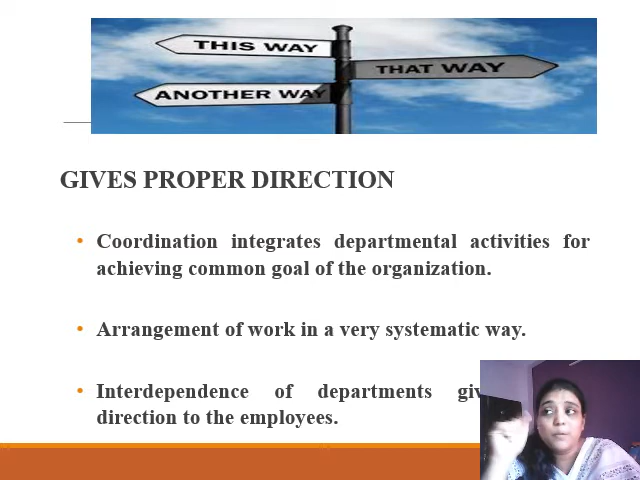 THIS WAY
THAT WAY
ANOTHER WAY
GIVES PROPER DIRECTION
• Coordination integrates departmental activities for
achieving common goal of the organization.
• Arrangement of work in a very systematic way.
• Interdependence of departments
direction to the employees.